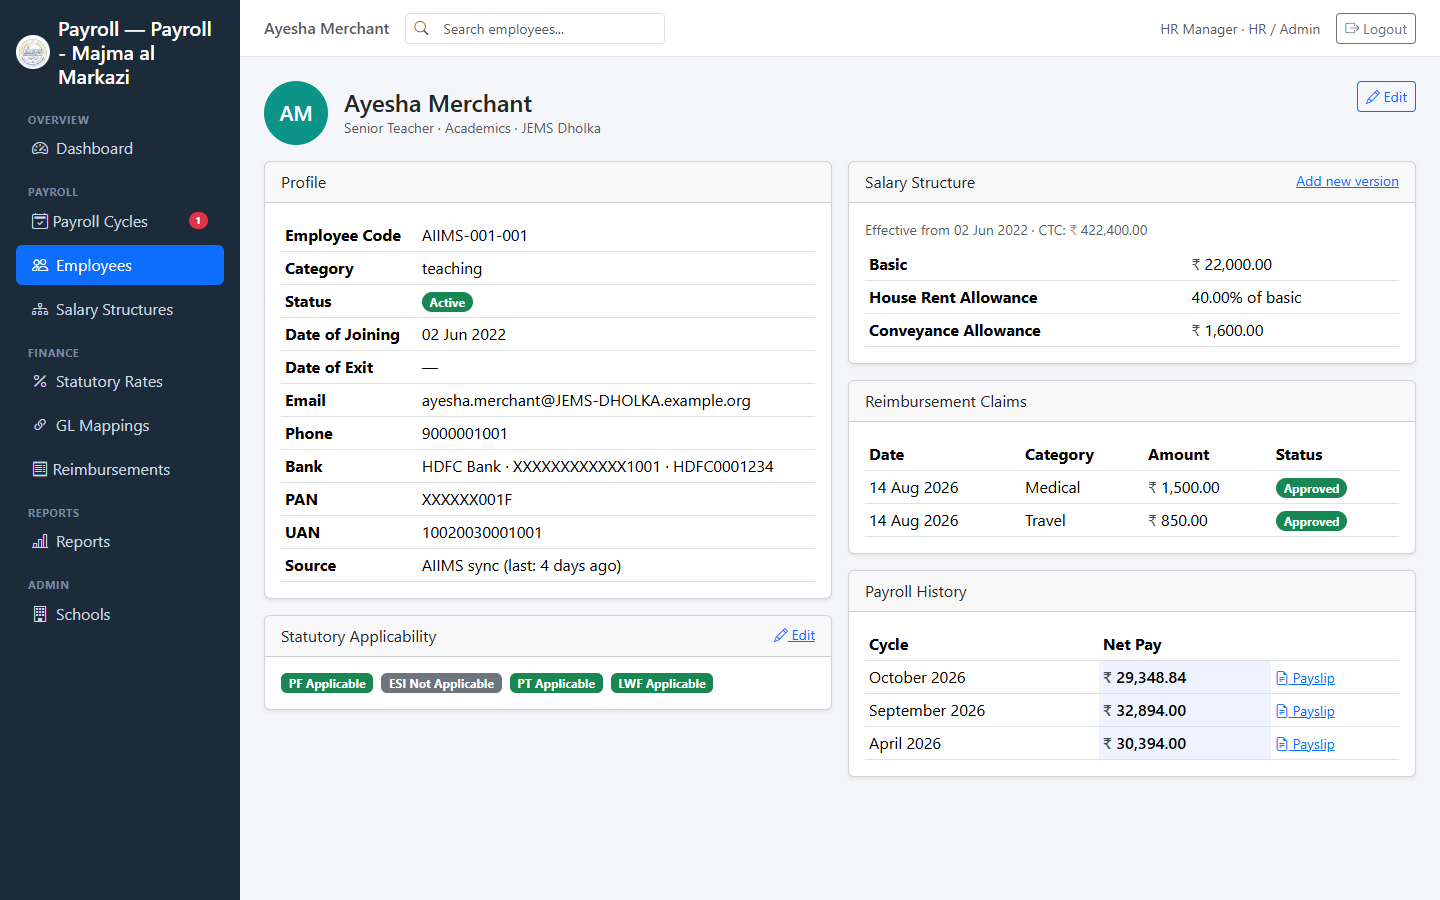 Payroll — Payroll
- Majma al
Markazi
OVERVIEW
Dashboard
PAYROLL
Payroll Cycles 1
Employees
Salary Structures
FINANCE
Statutory Rates
GL Mappings
Reimbursements
REPORTS
Reports
ADMIN
Schools
Ayesha Merchant Search employees... HR Manager · HR / Admin Logout
AM
Ayesha Merchant
Senior Teacher · Academics · JEMS Dholka
Edit
Profile
Employee Code AIIMS-001-001
Category teaching
Status Active
Date of Joining 02 Jun 2022
Date of Exit —
Email ayesha.merchant@JEMS-DHOLKA.example.org
Phone 9000001001
Bank HDFC Bank · XXXXXXXXXXXX1001 · HDFC0001234
PAN XXXXXX001F
UAN 10020030001001
Source AIIMS sync (last: 4 days ago)
Statutory Applicability Edit
PF Applicable ESI Not Applicable PT Applicable LWF Applicable
Salary Structure Add new version
Effective from 02 Jun 2022 · CTC: ₹ 422,400.00
Basic ₹ 22,000.00
House Rent Allowance 40.00% of basic
Conveyance Allowance ₹ 1,600.00
Reimbursement Claims
Date Category Amount Status
14 Aug 2026 Medical ₹ 1,500.00 Approved
14 Aug 2026 Travel ₹ 850.00 Approved
Payroll History
Cycle Net Pay
October 2026 ₹ 29,348.84 Payslip
September 2026 ₹ 32,894.00 Payslip
April 2026 ₹ 30,394.00 Payslip